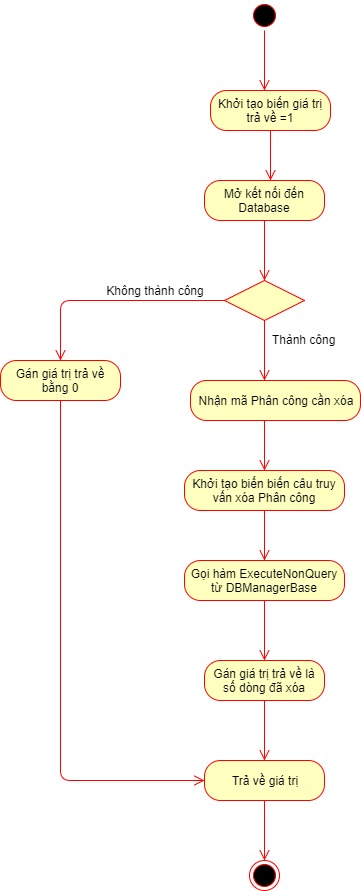 Khởi tạo biến giá trị
trả về =1
Mở kết nối đến
Database
Không thành công
Thành công
Gán giá trị trả về
bằng 0
Nhận mã Phân công cần xóa
Khởi tạo biến biến câu truy
vấn xóa Phân công
Gọi hàm ExecuteNonQuery
từ DBManagerBase
Gán giá trị trả về là
số dòng đã xóa
Trả về giá trị